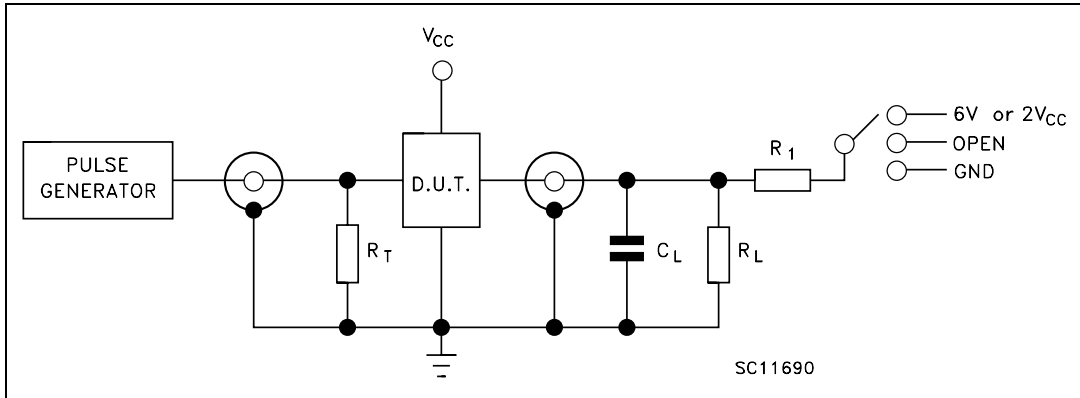 V_CC
PULSE
GENERATOR
D.U.T.
R_T
C_L
R_L
R_1
6V or 2V_CC
OPEN
GND
SC11690